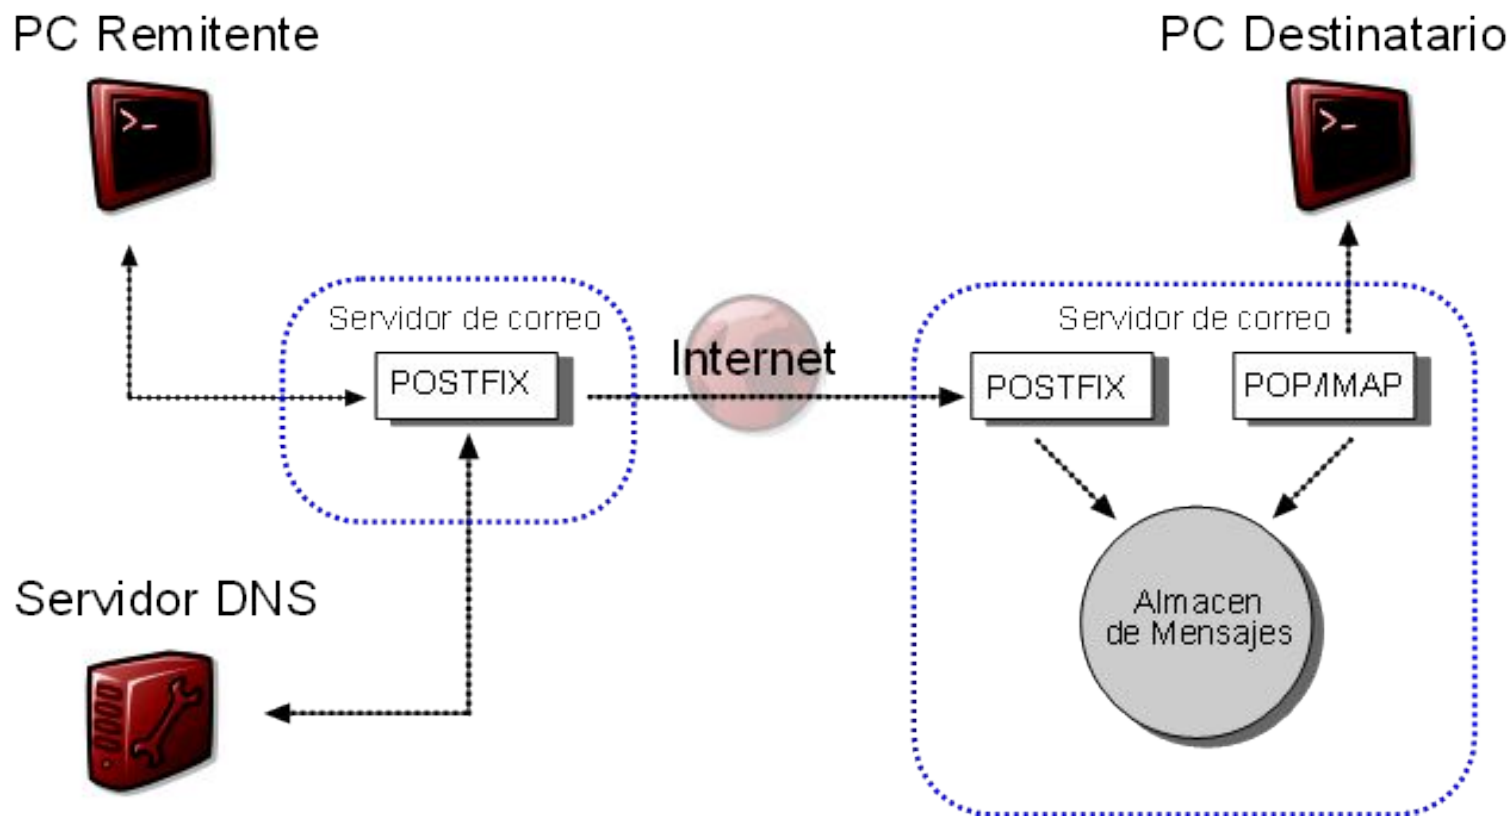 PC Remitente
PC Destinatario
>_
>_
Servidor de correo
POSTFIX
Internet
Servidor de correo
POSTFIX
POP/IMAP
Almacen
de Mensajes
Servidor DNS